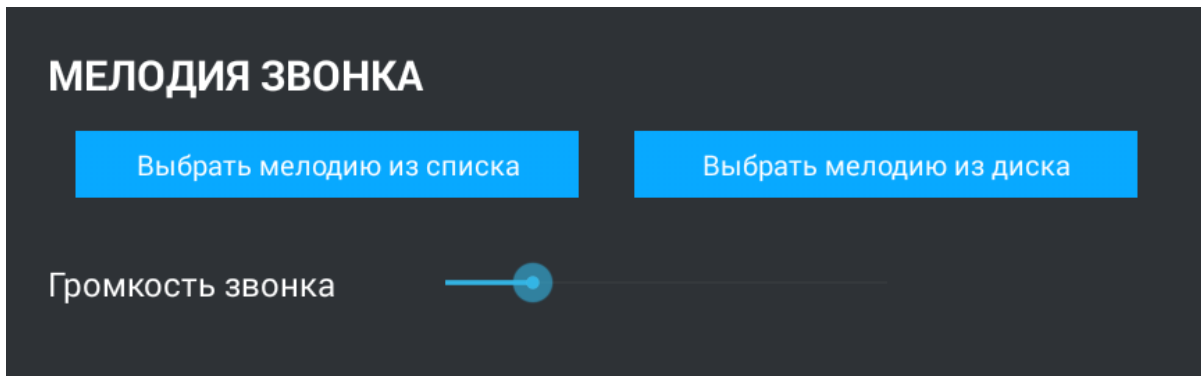 МЕЛОДИЯ ЗВОНКА
Выбрать мелодию из списка
Выбрать мелодию из диска
Громкость звонка